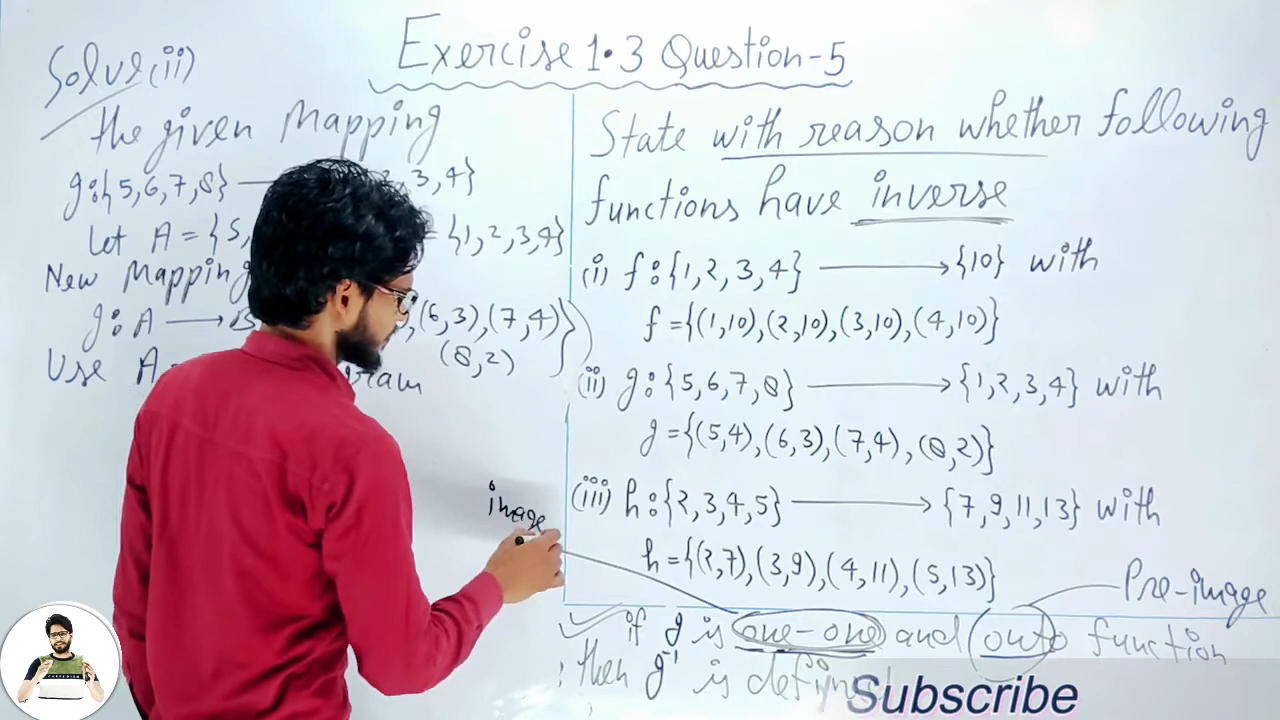 Exercise 1.3 Question-5
Solve(ii)
The given Mapping
g:{5,6,7,8} 3,4}
Let A={5, = {1,2,3,4}
New Mapping
g:A → B ,(6,3),(7,4)}
(8,2)
Use A
image
State with reason whether following
functions have inverse
(i) f:{1,2,3,4} → {10} with
f={(1,10),(2,10),(3,10),(4,10)}
(ii) g:{5,6,7,8} → {1,2,3,4} with
g={(5,4),(6,3),(7,4),(8,2)}
(iii) h:{2,3,4,5} → {7,9,11,13} with
h={(2,7),(3,9),(4,11),(5,13)}
Pre-image
if g is one-one and onto function
then g⁻¹ is defined
Subscribe